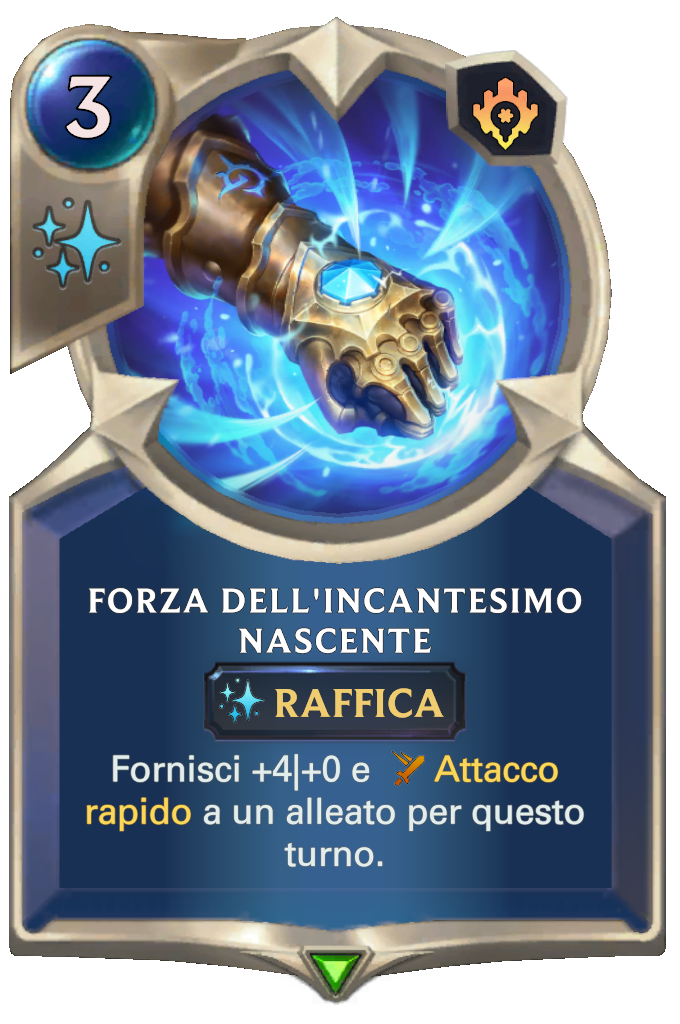 3
FORZA DELL'INCANTESIMO
NASCENTE
RAFFICA
Fornisci +4|+0 e Attacco
rapido a un alleato per questo
turno.